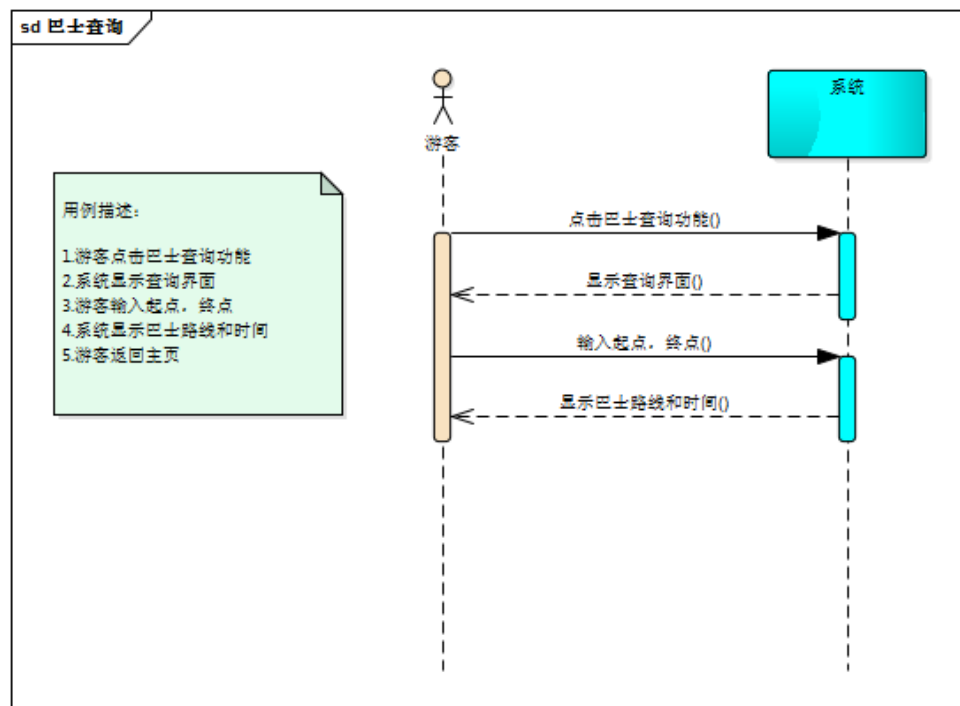 sd 巴士查询
游客
系统
用例描述：
1.游客点击巴士查询功能
2.系统显示查询界面
3.游客输入起点，终点
4.系统显示巴士路线和时间
5.游客返回主页
点击巴士查询功能()
显示查询界面()
输入起点，终点()
显示巴士路线和时间()